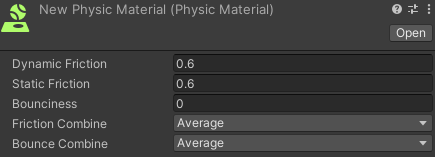 New Physic Material (Physic Material)
Open
Dynamic Friction 0.6
Static Friction 0.6
Bounciness 0
Friction Combine Average
Bounce Combine Average